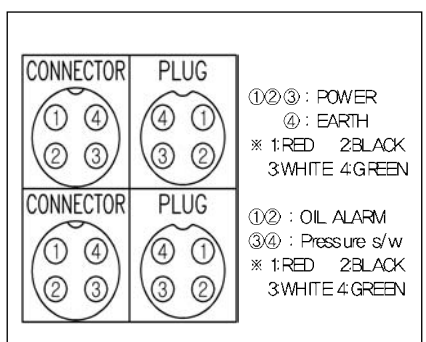 CONNECTOR PLUG
① ④ ④ ①
② ③ ③ ②
①②③ : POWER
④ : EARTH
※ 1:RED 2:BLACK
3:WHITE 4:GREEN
CONNECTOR PLUG
① ④ ④ ①
② ③ ③ ②
①② : OIL ALARM
③④ : Pressure s/w
※ 1:RED 2:BLACK
3:WHITE 4:GREEN